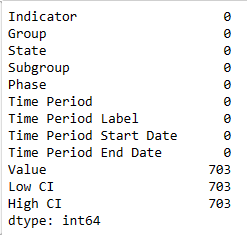 Indicator 0
Group 0
State 0
Subgroup 0
Phase 0
Time Period 0
Time Period Label 0
Time Period Start Date 0
Time Period End Date 0
Value 703
Low CI 703
High CI 703
dtype: int64